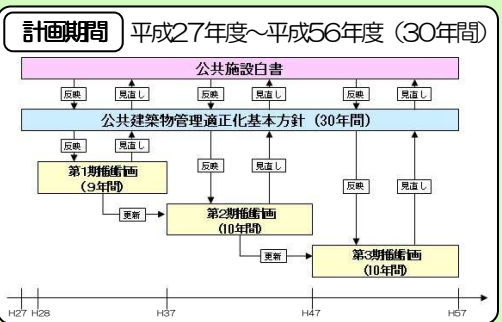 計画期間 平成27年度～平成56年度（30年間）
公共施設白書
反映 見直し 反映 見直し 反映 見直し
公共建築物管理適正化基本方針（30年間）
反映 見直し
反映 見直し
反映 見直し
第1期推進計画
（9年間）
更新
第2期推進計画
（10年間）
更新
第3期推進計画
（10年間）
H27 H28 H37 H47 H57